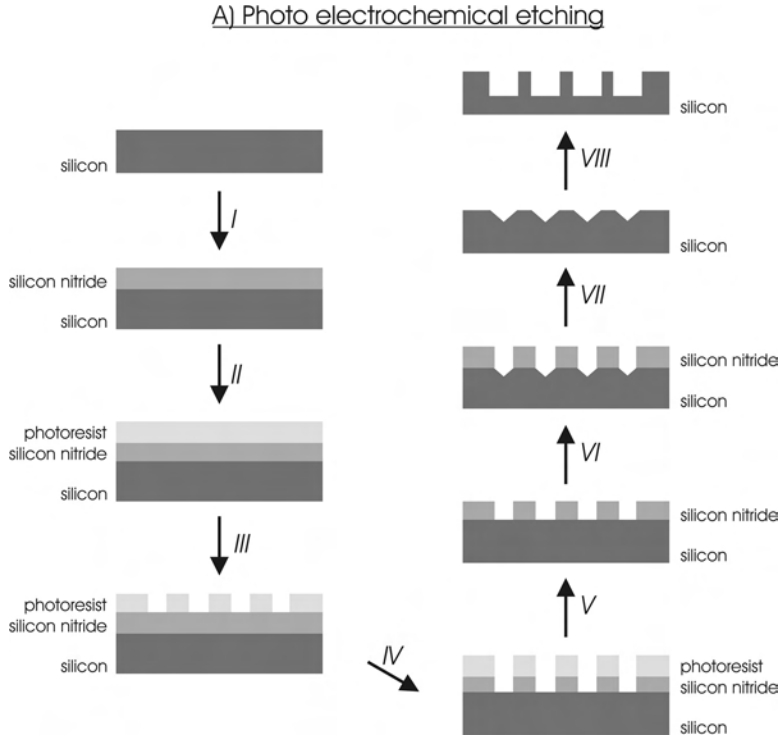 A) Photo electrochemical etching
silicon
I
silicon nitride
silicon
II
photoresist
silicon nitride
silicon
III
photoresist
silicon nitride
silicon
IV
photoresist
silicon nitride
silicon
V
silicon nitride
silicon
VI
silicon nitride
silicon
VII
silicon
VIII
silicon